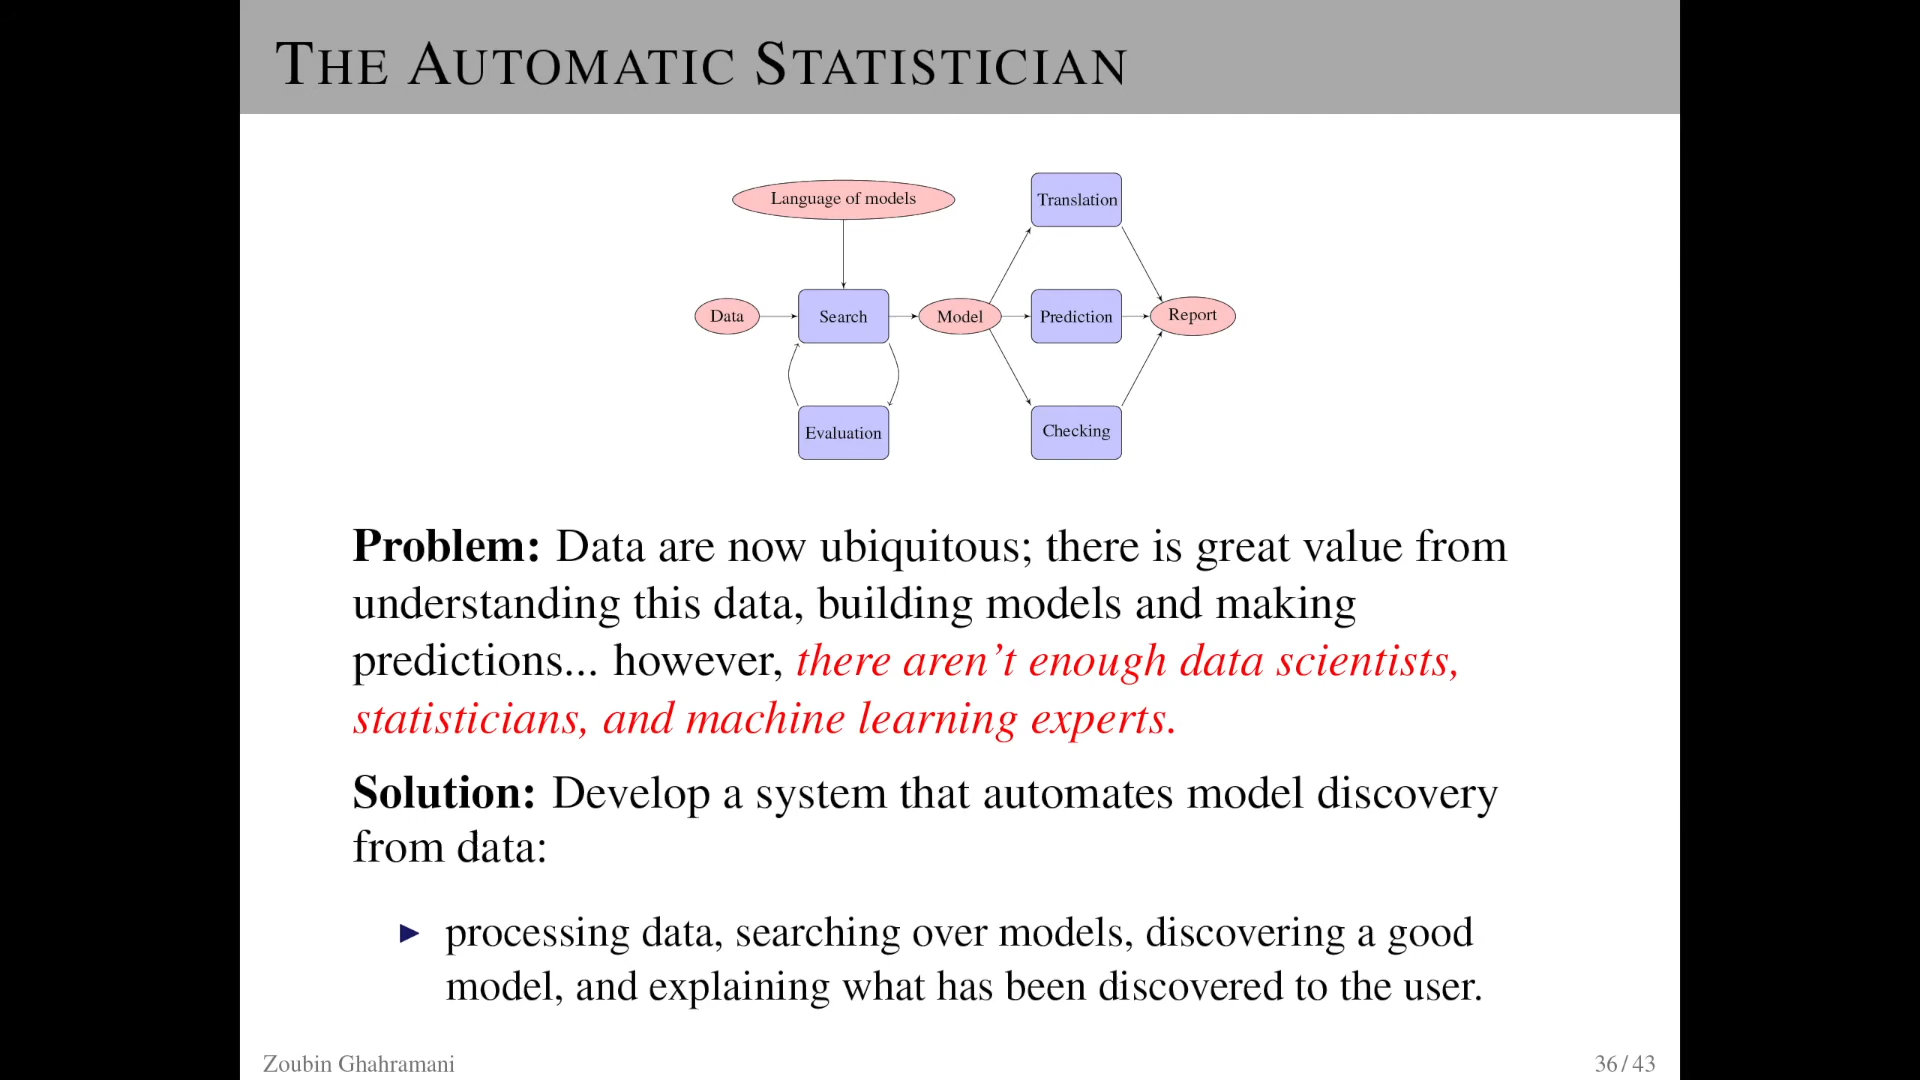 THE AUTOMATIC STATISTICIAN
Language of models
Translation
Data
Search
Model
Prediction
Report
Evaluation
Checking
Problem: Data are now ubiquitous; there is great value from
understanding this data, building models and making
predictions... however, there aren't enough data scientists,
statisticians, and machine learning experts.
Solution: Develop a system that automates model discovery
from data:
▶ processing data, searching over models, discovering a good
model, and explaining what has been discovered to the user.
Zoubin Ghahramani
36/43